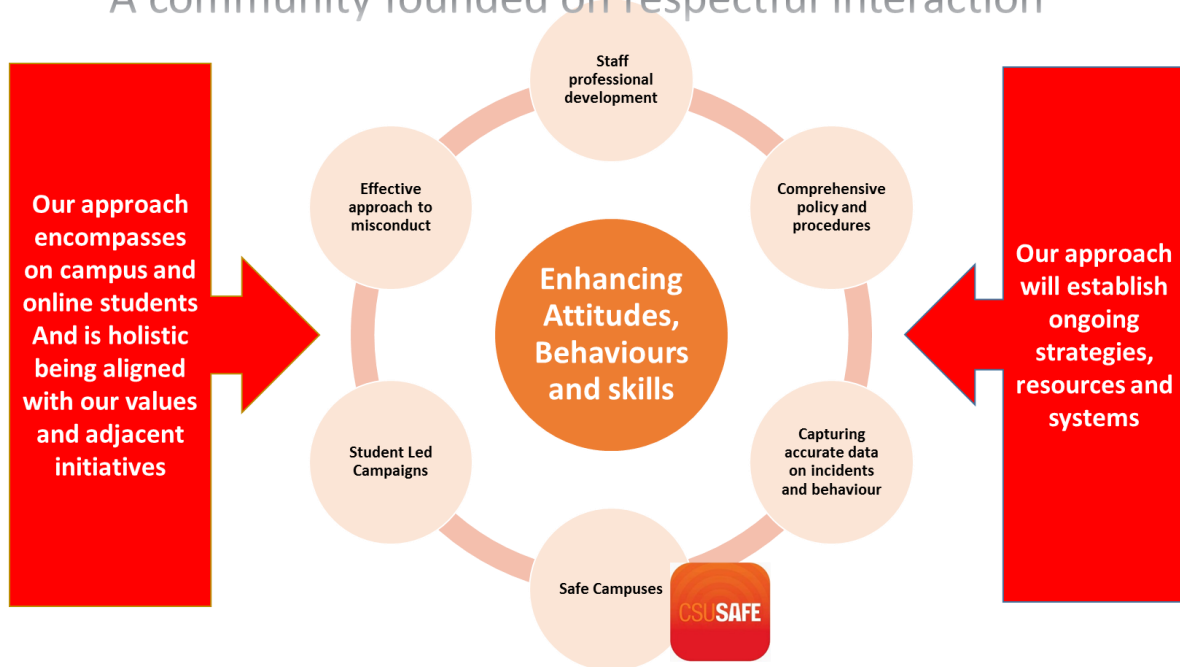 A community founded on respectful interaction
Staff
professional
development
Effective
approach to
misconduct
Comprehensive
policy and
procedures
Our approach
encompasses
on campus and
online students
And is holistic
being aligned
with our values
and adjacent
initiatives
Enhancing
Attitudes,
Behaviours
and skills
Our approach
will establish
ongoing
strategies,
resources and
systems
Student Led
Campaigns
Capturing
accurate data
on incidents
and behaviour
Safe Campuses
CSUSAFE